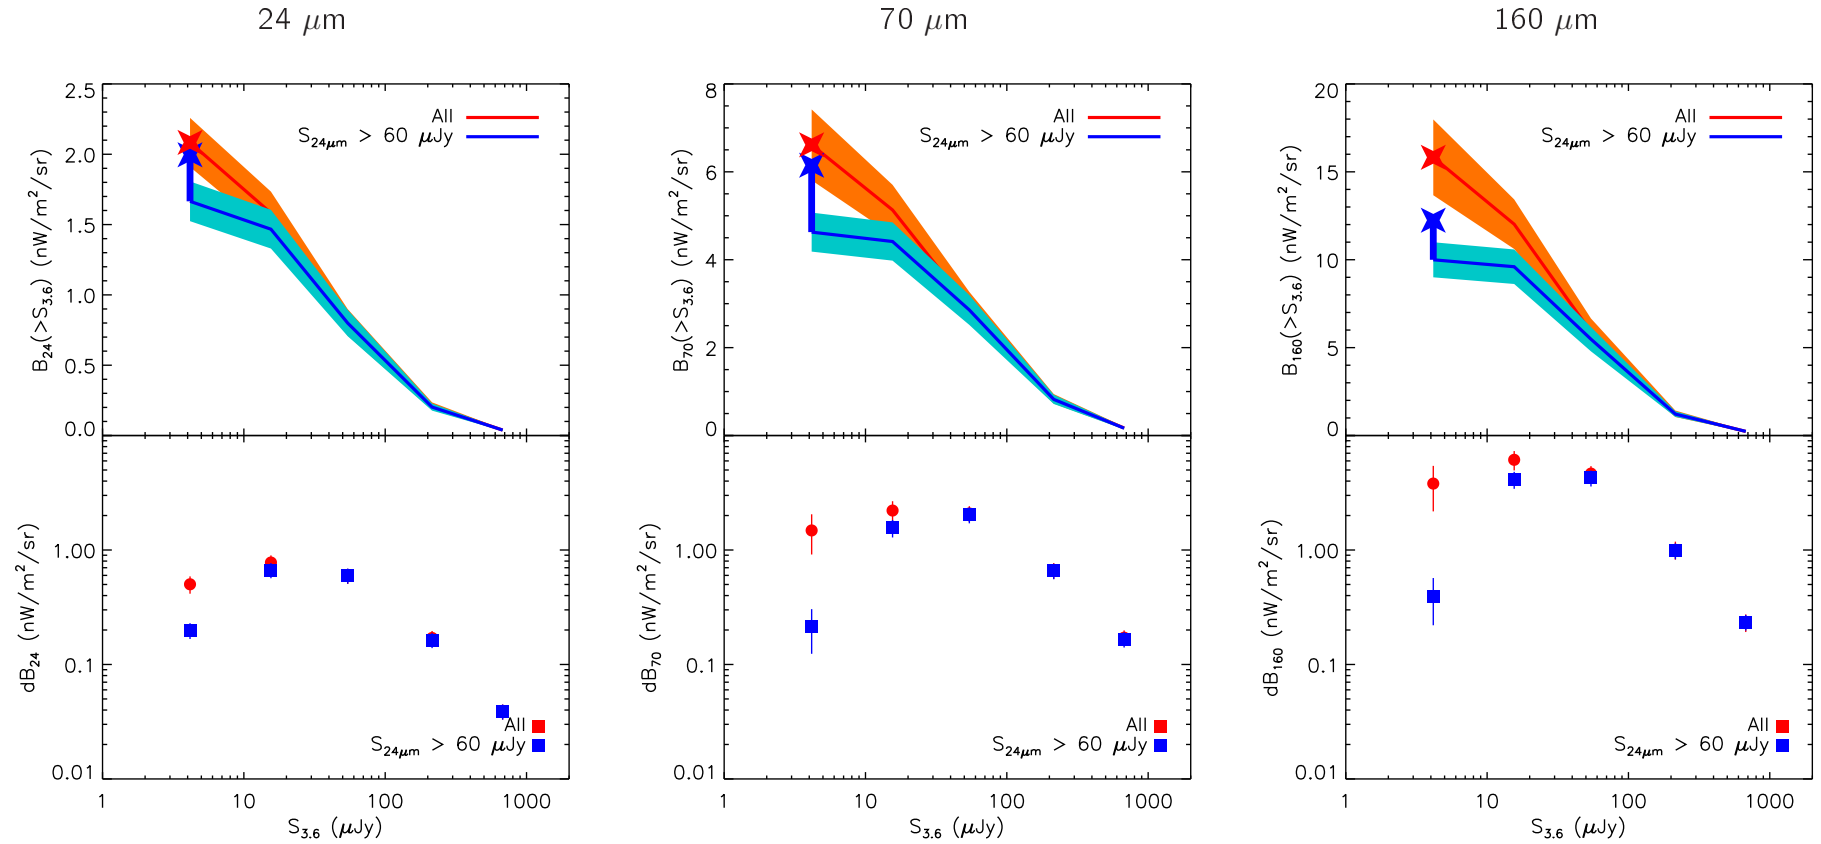 24 μm
70 μm
160 μm
2.5
2.0
1.5
1.0
0.5
0.0
B24(>S3.6) (nW/m²/sr)
All
S24μm > 60 μJy
8
6
4
2
0
B70(>S3.6) (nW/m²/sr)
All
S24μm > 60 μJy
20
15
10
5
0
B160(>S3.6) (nW/m²/sr)
All
S24μm > 60 μJy
1.00
0.1
0.01
dB24 (nW/m²/sr)
All
S24μm > 60 μJy
1 10 100 1000
S3.6 (μJy)
1.00
0.1
0.01
dB70 (nW/m²/sr)
All
S24μm > 60 μJy
1 10 100 1000
S3.6 (μJy)
1.00
0.1
0.01
dB160 (nW/m²/sr)
All
S24μm > 60 μJy
1 10 100 1000
S3.6 (μJy)